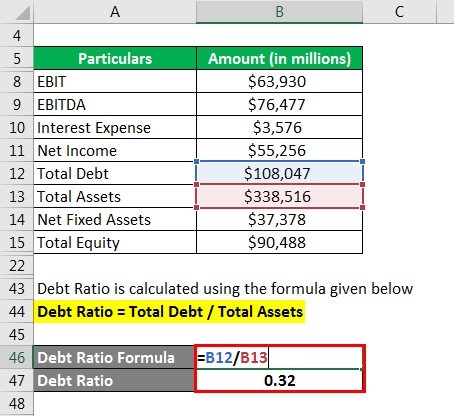 A B C
4
5 Particulars Amount (in millions)
8 EBIT $63,930
9 EBITDA $76,477
10 Interest Expense $3,576
11 Net Income $55,256
12 Total Debt $108,047
13 Total Assets $338,516
14 Net Fixed Assets $37,378
15 Total Equity $90,488
22
43 Debt Ratio is calculated using the formula given below
44 Debt Ratio = Total Debt / Total Assets
45
46 Debt Ratio Formula =B12/B13
47 Debt Ratio 0.32
48